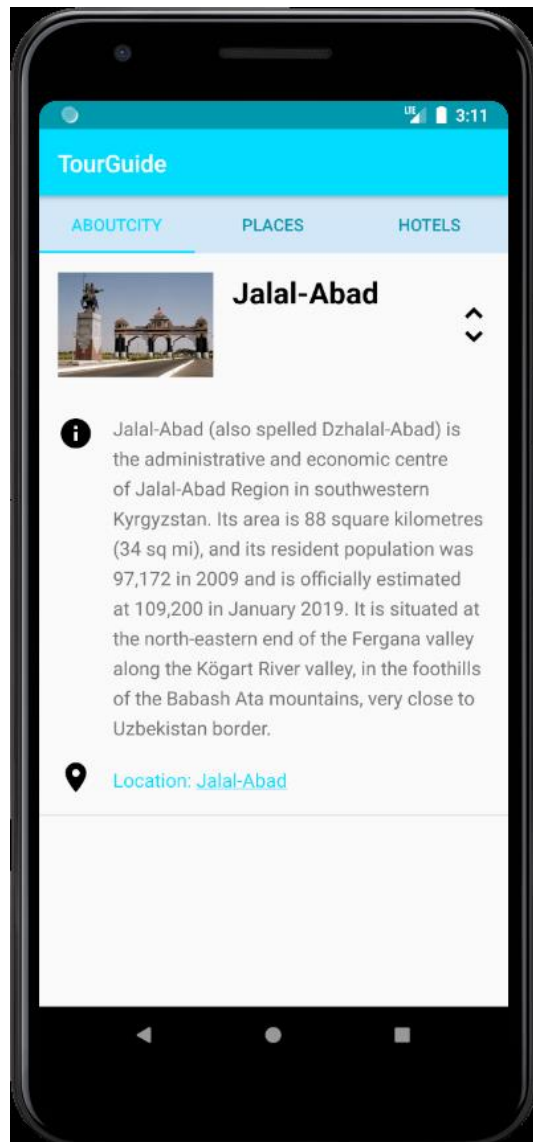 LTE 3:11
TourGuide
ABOUTCITY PLACES HOTELS
Jalal-Abad
Jalal-Abad (also spelled Dzhalal-Abad) is
the administrative and economic centre
of Jalal-Abad Region in southwestern
Kyrgyzstan. Its area is 88 square kilometres
(34 sq mi), and its resident population was
97,172 in 2009 and is officially estimated
at 109,200 in January 2019. It is situated at
the north-eastern end of the Fergana valley
along the Kögart River valley, in the foothills
of the Babash Ata mountains, very close to
Uzbekistan border.
Location: Jalal-Abad